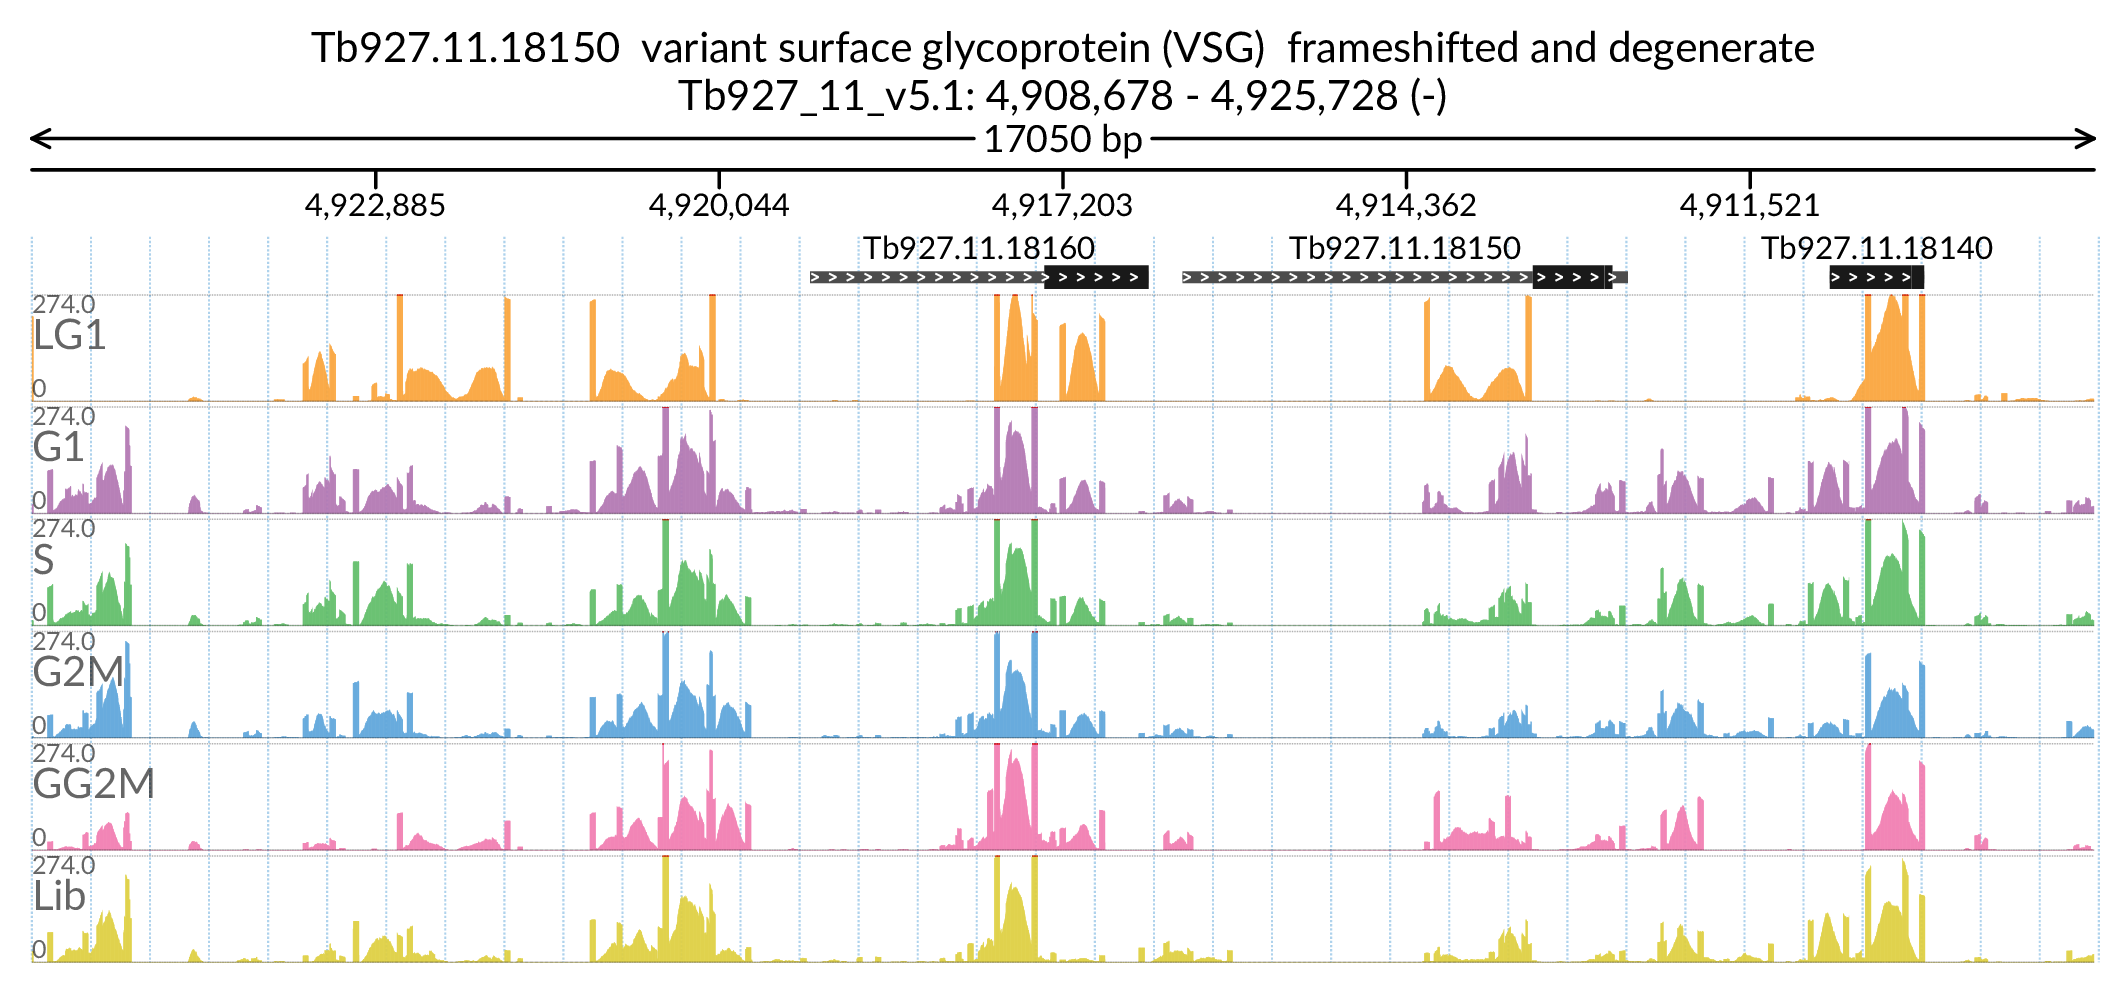 Tb927.11.18150  variant surface glycoprotein (VSG)  frameshifted and degenerate
Tb927_11_v5.1: 4,908,678 - 4,925,728 (-)
17050 bp
4,922,885 4,920,044 4,917,203 4,914,362 4,911,521
Tb927.11.18160 Tb927.11.18150 Tb927.11.18140
274.0
LG1
0
274.0
G1
0
274.0
S
0
274.0
G2M
0
274.0
GG2M
0
274.0
Lib
0